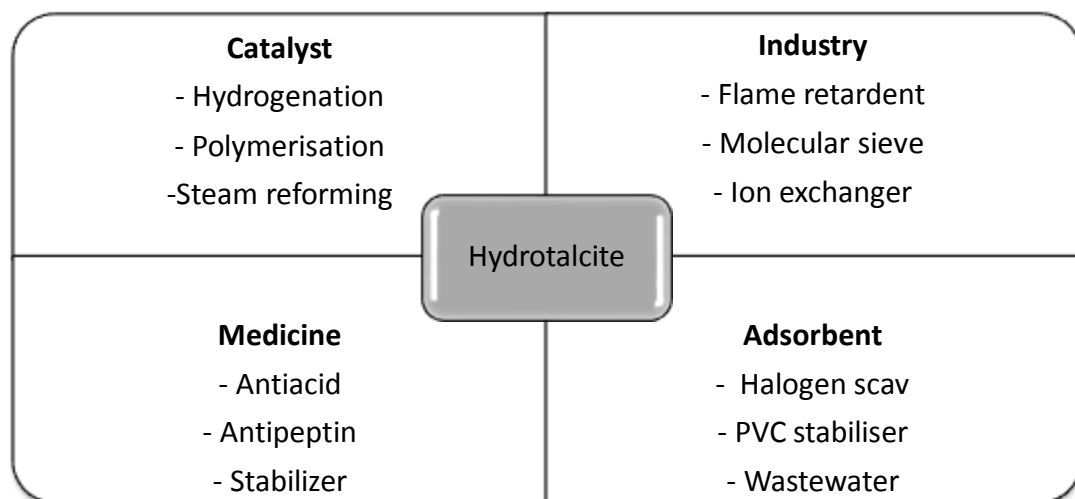 Catalyst
- Hydrogenation
- Polymerisation
-Steam reforming
Industry
- Flame retardent
- Molecular sieve
- Ion exchanger
Hydrotalcite
Medicine
- Antiacid
- Antipeptin
- Stabilizer
Adsorbent
- Halogen scav
- PVC stabiliser
- Wastewater